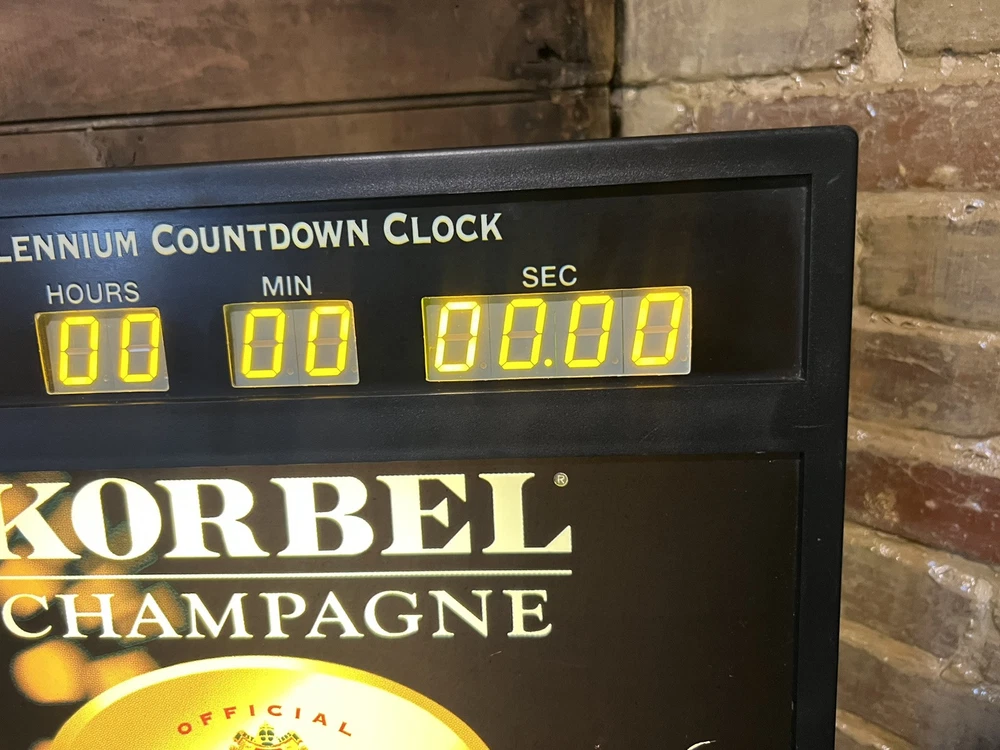 LENNIUM COUNTDOWN CLOCK
HOURS MIN SEC
00 00 00.00
KORBEL®
CHAMPAGNE
OFFICIAL